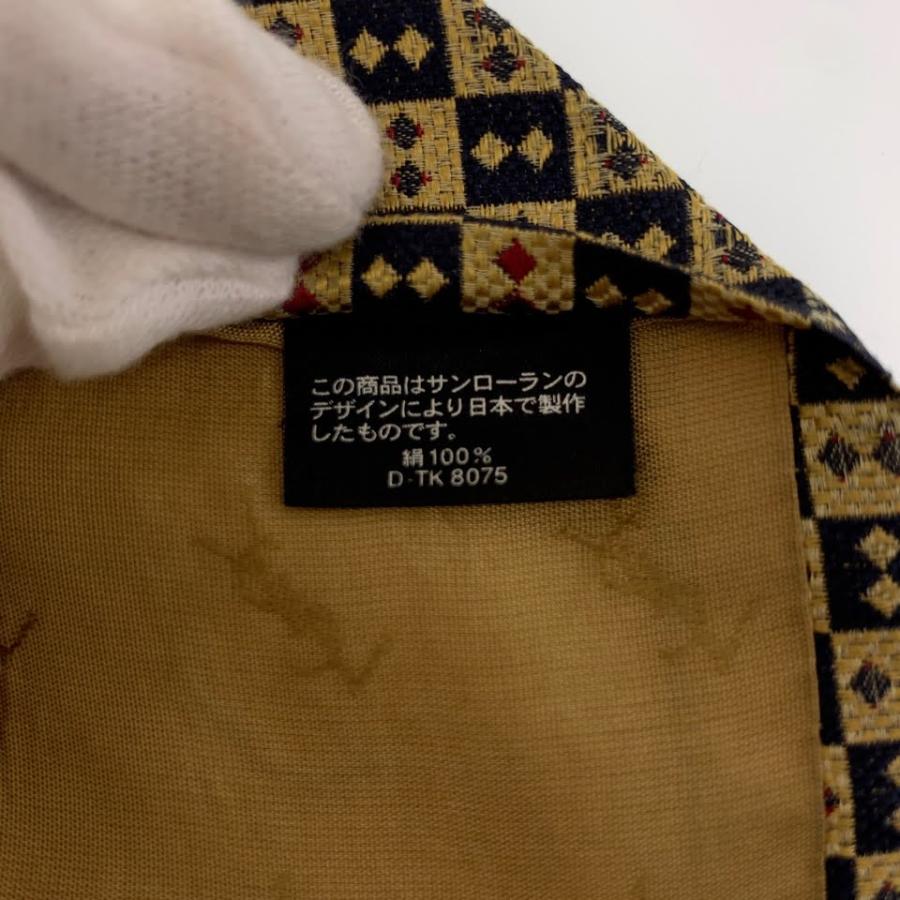 この商品はサンローランの
デザインにより日本で製作
したものです。
絹100%
D-TK 8075